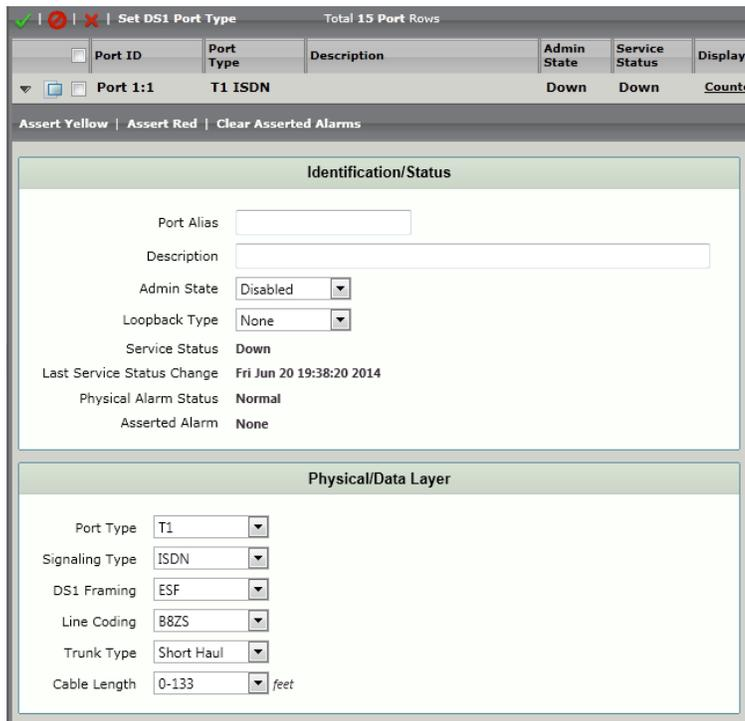 | | | Set DS1 Port Type Total 15 Port Rows
Port ID Port Type Description Admin State Service Status Display
Port 1:1 T1 ISDN Down Down Counte
Assert Yellow | Assert Red | Clear Asserted Alarms
Identification/Status
Port Alias
Description
Admin State Disabled
Loopback Type None
Service Status Down
Last Service Status Change Fri Jun 20 19:38:20 2014
Physical Alarm Status Normal
Asserted Alarm None
Physical/Data Layer
Port Type T1
Signaling Type ISDN
DS1 Framing ESF
Line Coding B8ZS
Trunk Type Short Haul
Cable Length 0-133 feet